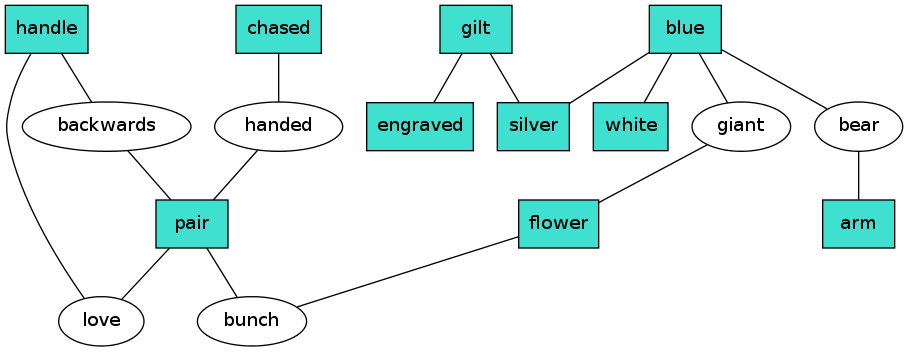 handle
chased
gilt
blue
backwards
handed
engraved
silver
white
giant
bear
pair
flower
arm
love
bunch